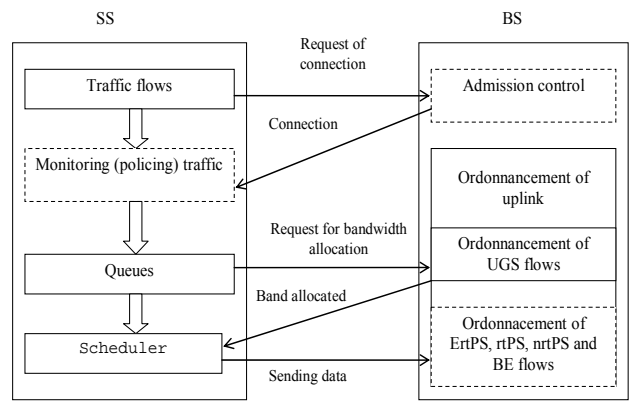 SS
BS
Request of
connection
Traffic flows
Admission control
Connection
Monitoring (policing) traffic
Ordonnancement of
uplink
Request for bandwidth
allocation
Ordonnancement of
UGS flows
Queues
Band allocated
Ordonnacement of
ErtPS, rtPS, nrtPS and
BE flows
Scheduler
Sending data